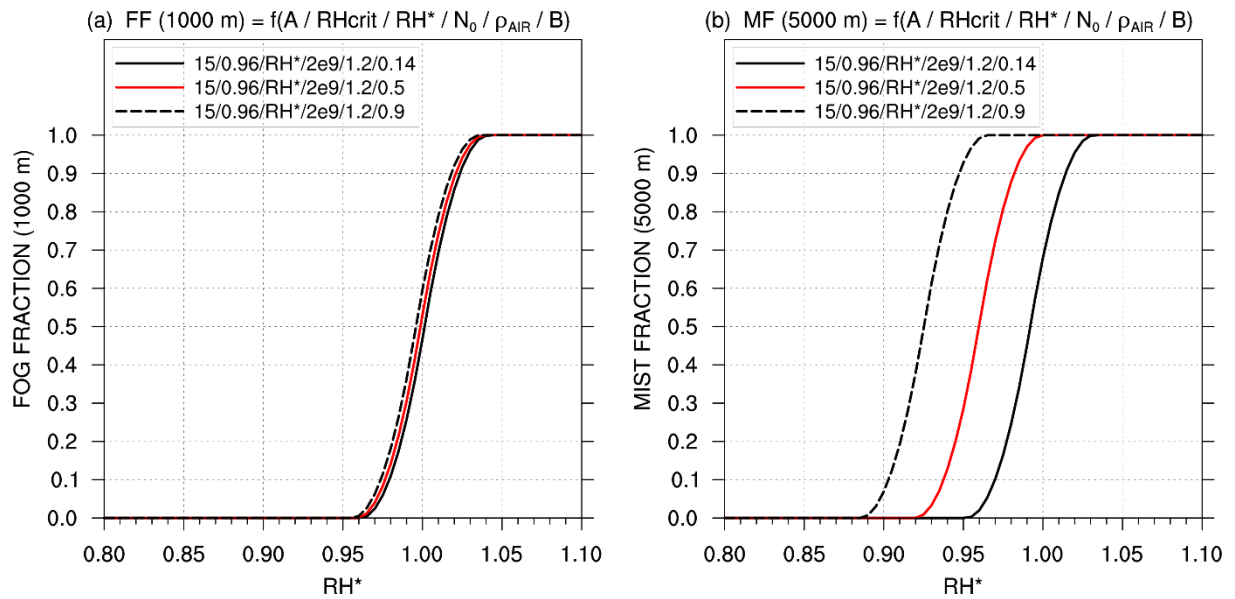 (a) FF (1000 m) = f(A / RHcrit / RH* / N₀ / ρAIR / B)
15/0.96/RH*/2e9/1.2/0.14
15/0.96/RH*/2e9/1.2/0.5
15/0.96/RH*/2e9/1.2/0.9
FOG FRACTION (1000 m)
1.0
0.9
0.8
0.7
0.6
0.5
0.4
0.3
0.2
0.1
0.0
0.80 0.85 0.90 0.95 1.00 1.05 1.10
RH*
(b) MF (5000 m) = f(A / RHcrit / RH* / N₀ / ρAIR / B)
15/0.96/RH*/2e9/1.2/0.14
15/0.96/RH*/2e9/1.2/0.5
15/0.96/RH*/2e9/1.2/0.9
MIST FRACTION (5000 m)
1.0
0.9
0.8
0.7
0.6
0.5
0.4
0.3
0.2
0.1
0.0
0.80 0.85 0.90 0.95 1.00 1.05 1.10
RH*